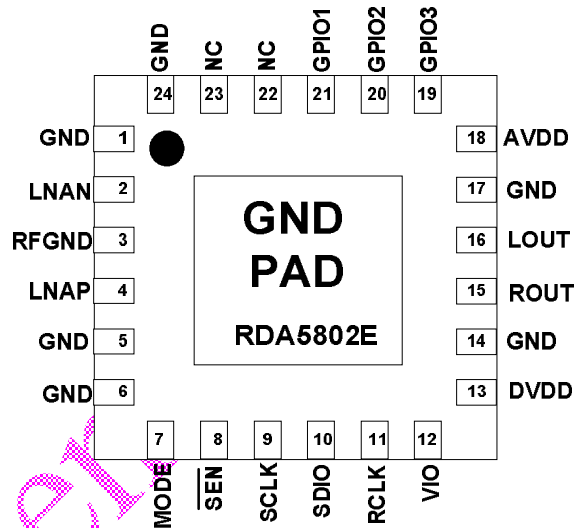 GND NC NC GPIO1 GPIO2 GPIO3
24 23 22 21 20 19
GND 1
LNAN 2
RFGND 3
LNAP 4
GND 5
GND 6
18 AVDD
17 GND
16 LOUT
15 ROUT
14 GND
13 DVDD
GND
PAD
RDA5802E
7 8 9 10 11 12
MODE SEN SCLK SDIO RCLK VIO